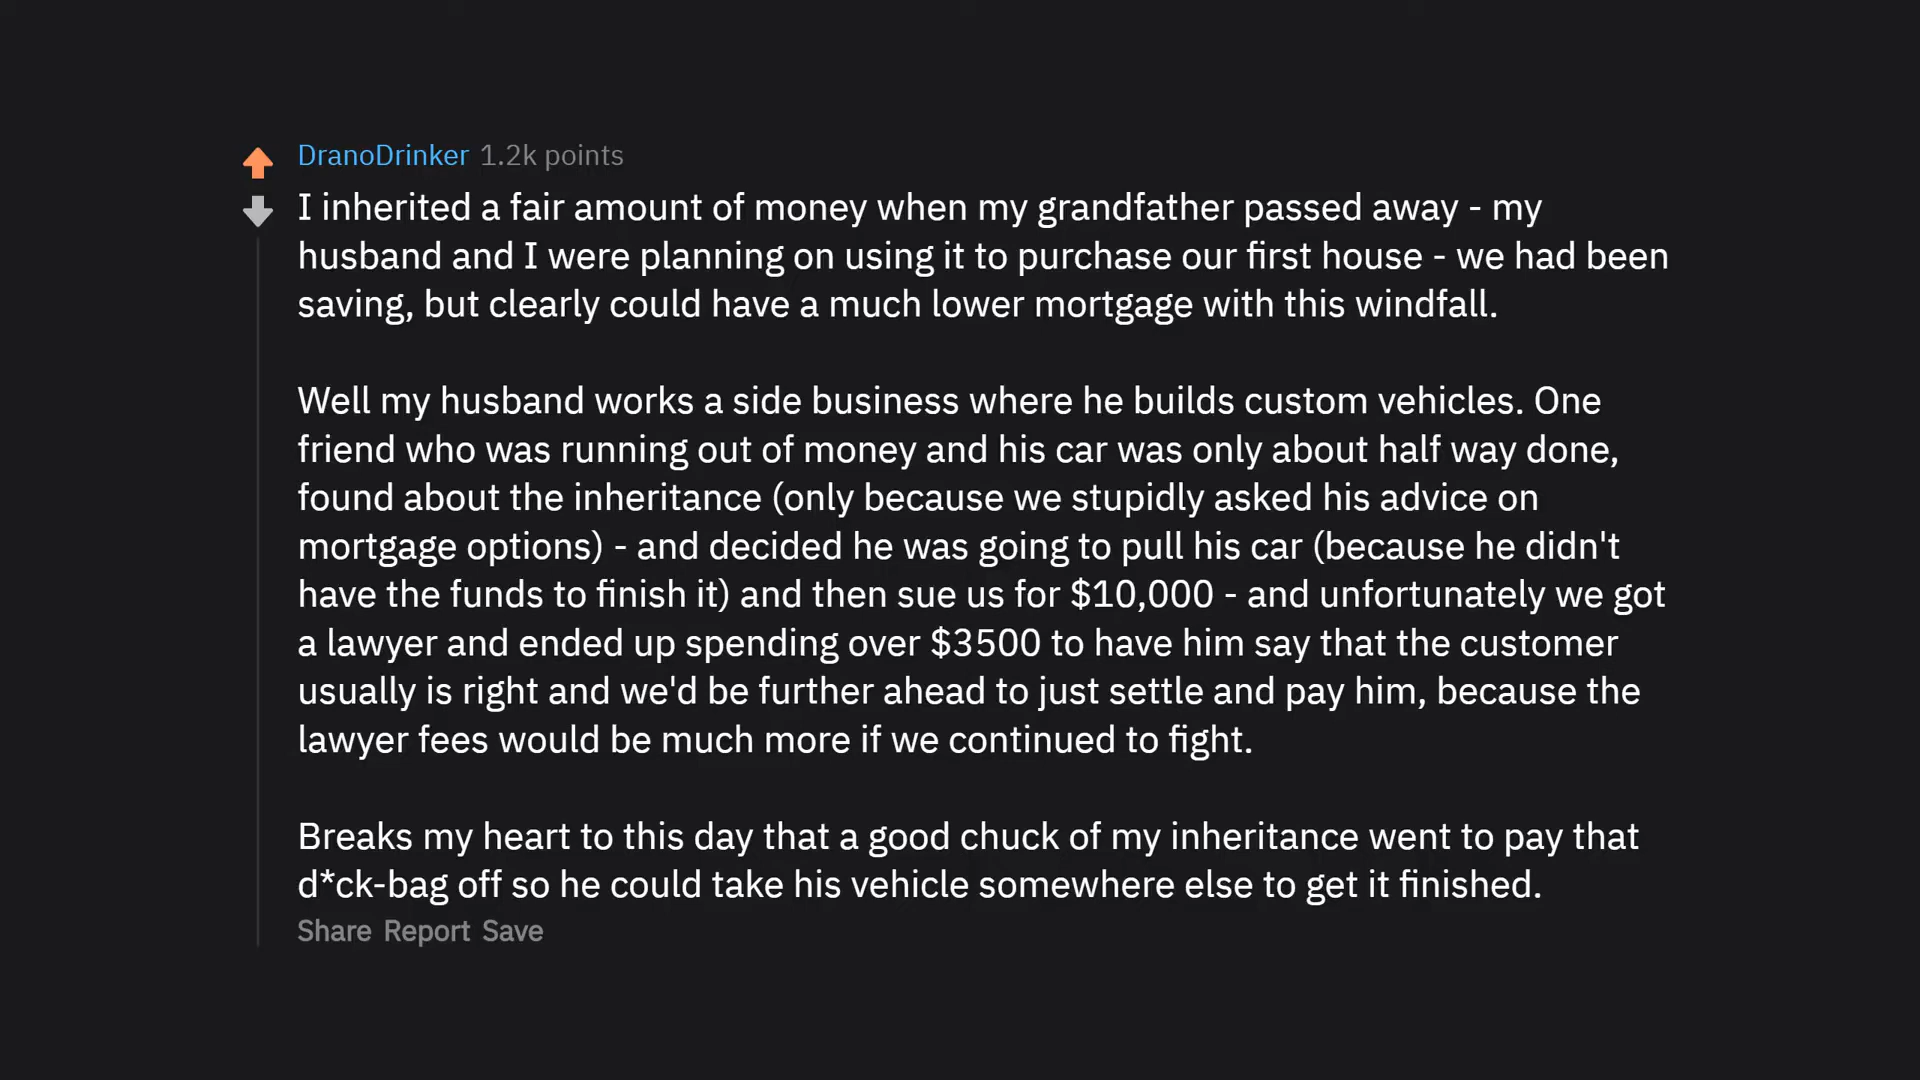 DranoDrinker 1.2k points
I inherited a fair amount of money when my grandfather passed away - my
husband and I were planning on using it to purchase our first house - we had been
saving, but clearly could have a much lower mortgage with this windfall.
Well my husband works a side business where he builds custom vehicles. One
friend who was running out of money and his car was only about half way done,
found about the inheritance (only because we stupidly asked his advice on
mortgage options) - and decided he was going to pull his car (because he didn't
have the funds to finish it) and then sue us for $10,000 - and unfortunately we got
a lawyer and ended up spending over $3500 to have him say that the customer
usually is right and we'd be further ahead to just settle and pay him, because the
lawyer fees would be much more if we continued to fight.
Breaks my heart to this day that a good chuck of my inheritance went to pay that
d*ck-bag off so he could take his vehicle somewhere else to get it finished.
Share Report Save